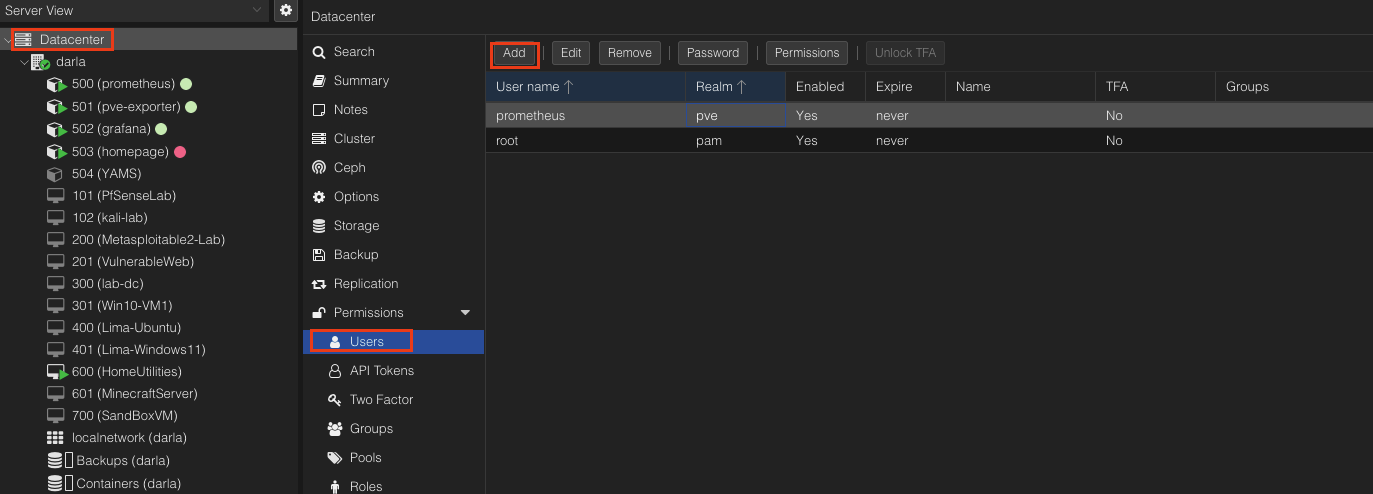 Server View
Datacenter
darla
500 (prometheus)
501 (pve-exporter)
502 (grafana)
503 (homepage)
504 (YAMS)
101 (PfSenseLab)
102 (kali-lab)
200 (Metasploitable2-Lab)
201 (VulnerableWeb)
300 (lab-dc)
301 (Win10-VM1)
400 (Lima-Ubuntu)
401 (Lima-Windows11)
600 (HomeUtilities)
601 (MinecraftServer)
700 (SandBoxVM)
localnetwork (darla)
Backups (darla)
Containers (darla)
Datacenter
Search
Summary
Notes
Cluster
Ceph
Options
Storage
Backup
Replication
Permissions
Users
API Tokens
Two Factor
Groups
Pools
Roles
Add Edit Remove Password Permissions Unlock TFA
User name Realm Enabled Expire Name TFA Groups
prometheus pve Yes never No
root pam Yes never No